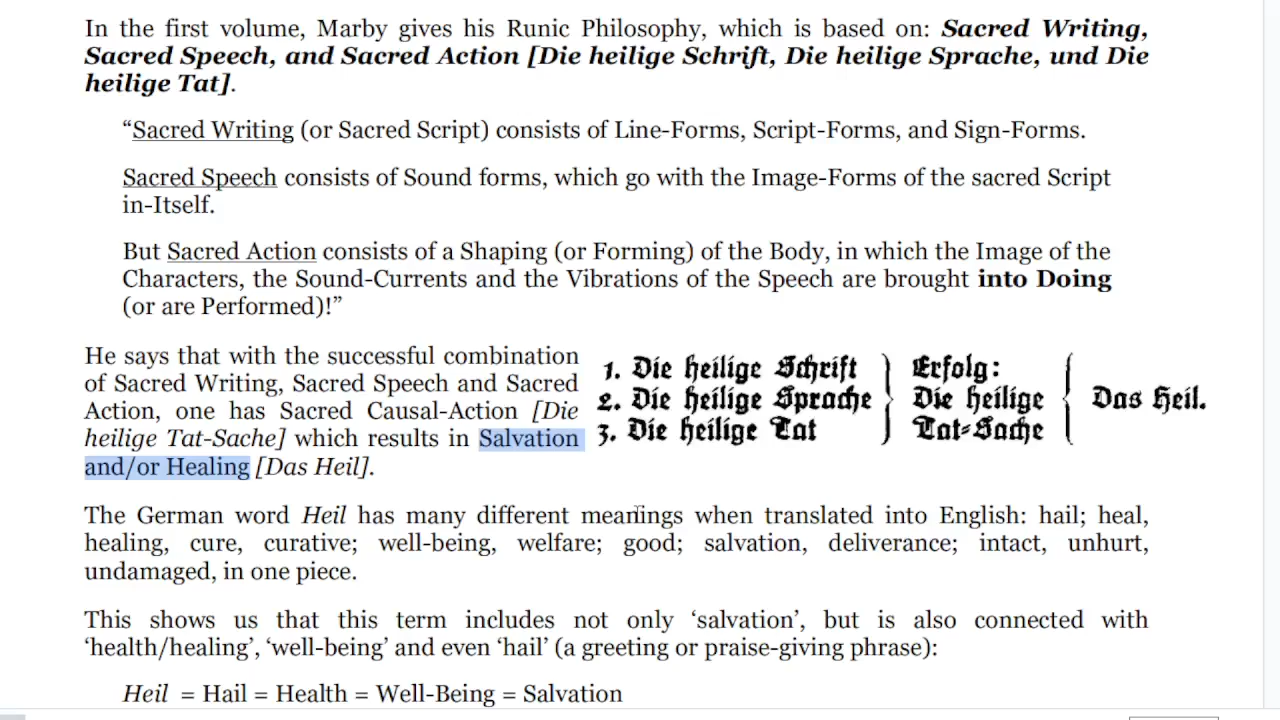 In the first volume, Marby gives his Runic Philosophy, which is based on: Sacred Writing,
Sacred Speech, and Sacred Action [Die heilige Schrift, Die heilige Sprache, und Die
heilige Tat].
“Sacred Writing (or Sacred Script) consists of Line-Forms, Script-Forms, and Sign-Forms.
Sacred Speech consists of Sound forms, which go with the Image-Forms of the sacred Script
in-Itself.
But Sacred Action consists of a Shaping (or Forming) of the Body, in which the Image of the
Characters, the Sound-Currents and the Vibrations of the Speech are brought into Doing
(or are Performed)!”
He says that with the successful combination
of Sacred Writing, Sacred Speech and Sacred
Action, one has Sacred Causal-Action [Die
heilige Tat-Sache] which results in Salvation
and/or Healing [Das Heil].
1. Die heilige Schrift
2. Die heilige Sprache
3. Die heilige Tat
Erfolg:
Die heilige
Tat-Sache
Das Heil.
The German word Heil has many different meanings when translated into English: hail; heal,
healing, cure, curative; well-being, welfare; good; salvation, deliverance; intact, unhurt,
undamaged, in one piece.
This shows us that this term includes not only ‘salvation’, but is also connected with
‘health/healing’, ‘well-being’ and even ‘hail’ (a greeting or praise-giving phrase):
Heil = Hail = Health = Well-Being = Salvation